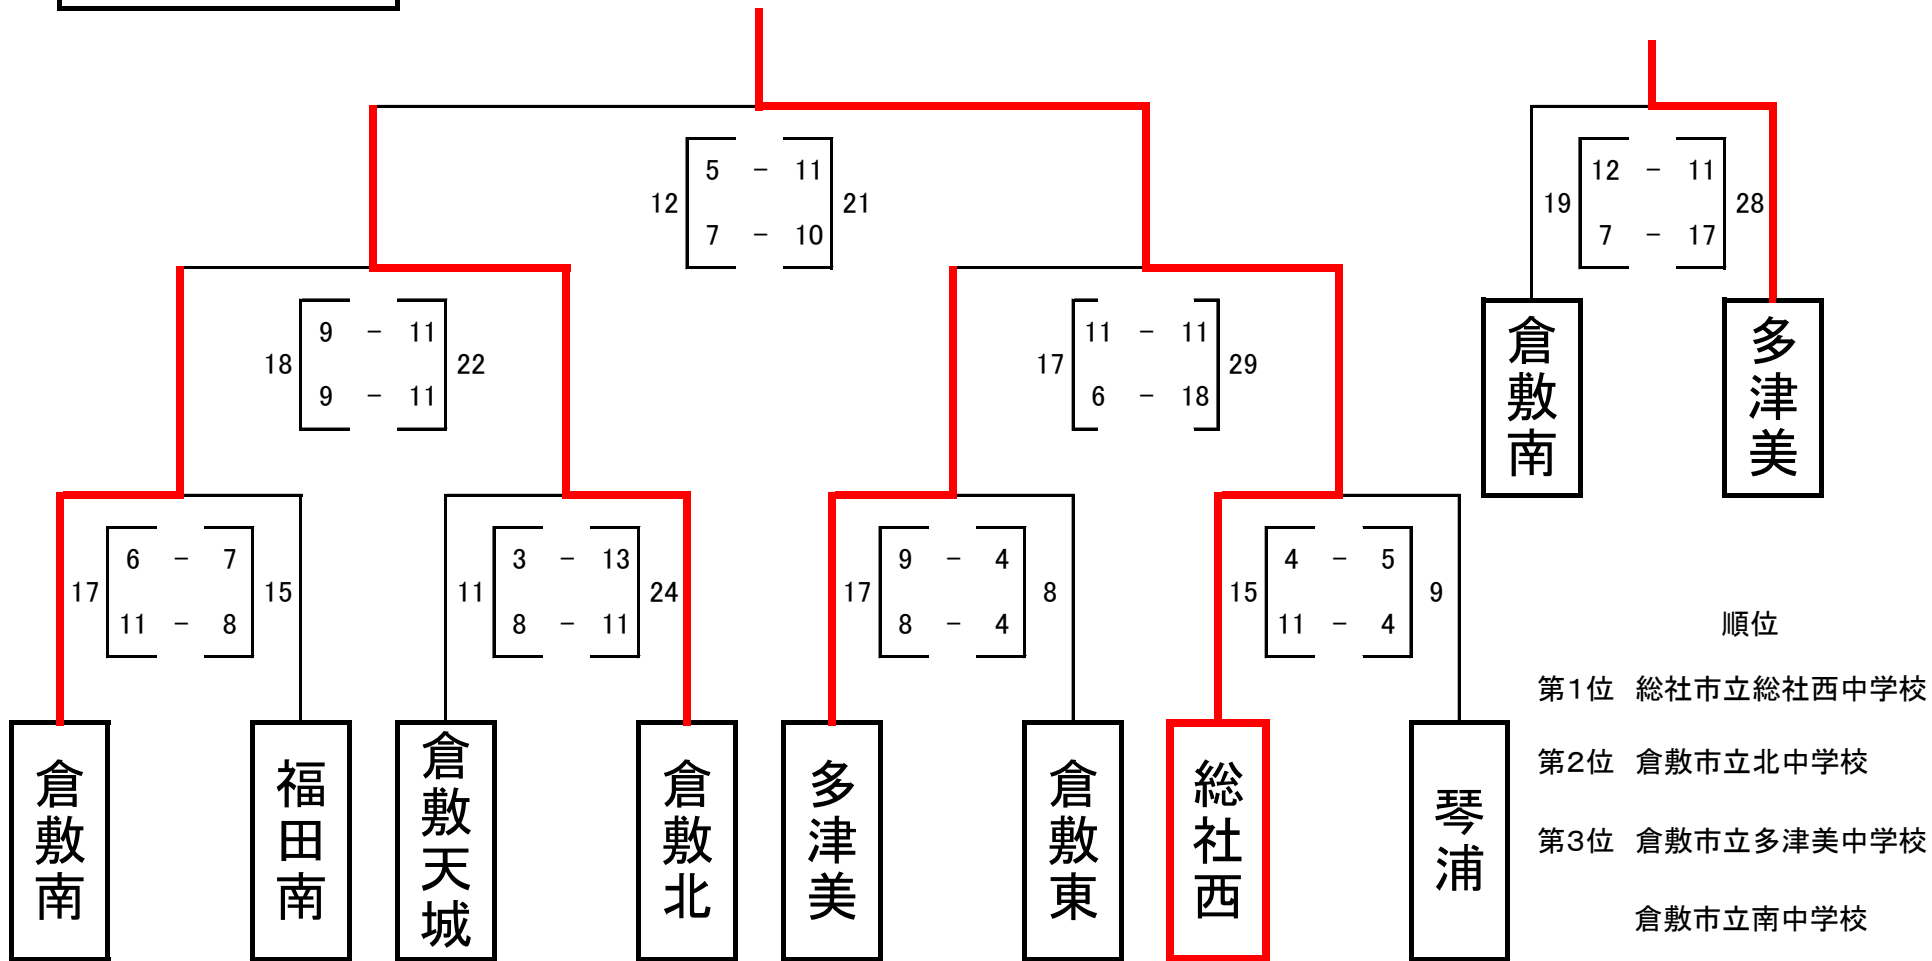 5 - 11
12 21
7 - 10
12 - 11
19 28
7 - 17
9 - 11
18 22
9 - 11
11 - 11
17 29
6 - 18
倉敷南
多津美
6 - 7
17 15
11 - 8
3 - 13
11 24
8 - 11
9 - 4
17 8
8 - 4
4 - 5
15 9
11 - 4
倉敷南
福田南
倉敷天城
倉敷北
多津美
倉敷東
総社西
琴浦
順位
第1位 総社市立総社西中学校
第2位 倉敷市立北中学校
第3位 倉敷市立多津美中学校
倉敷市立南中学校